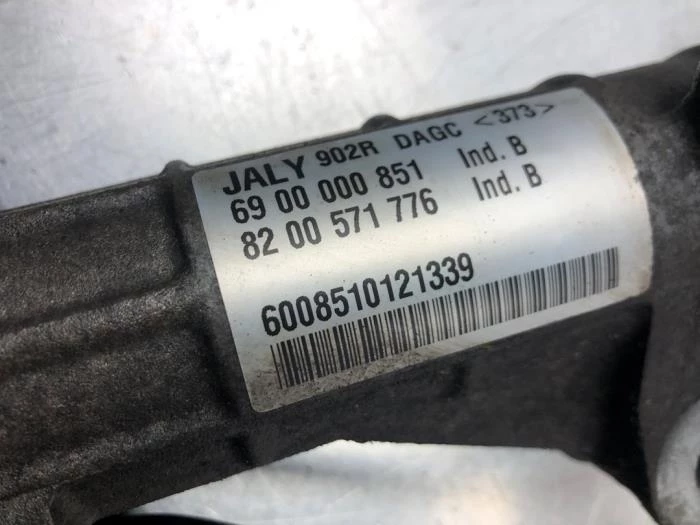 JALY 902R DAGC <373>
69 00 000 851 Ind. B
82 00 571 776 Ind. B
6008510121339